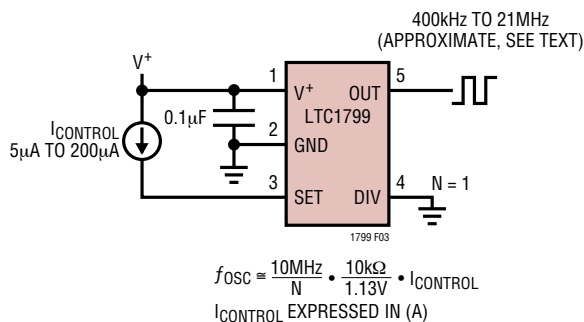 400kHz TO 21MHz
(APPROXIMATE, SEE TEXT)
V+
1
V+
OUT
5
LTC1799
0.1µF
2
GND
ICONTROL
5µA TO 200µA
3
SET
DIV
4
N = 1
1799 F03
ƒOSC ≅ 10MHz/N • 10kΩ/1.13V • ICONTROL
ICONTROL EXPRESSED IN (A)